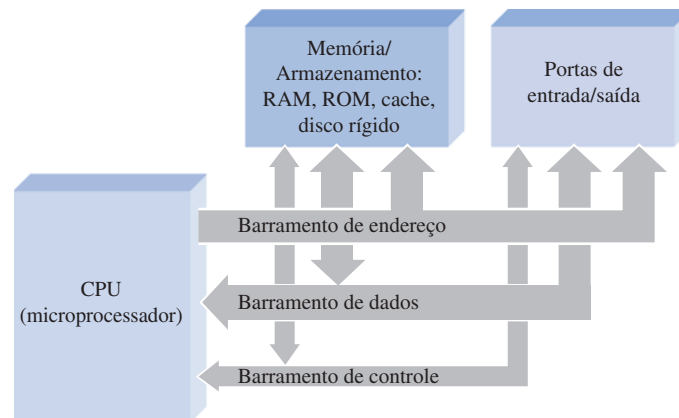 Memória/
Armazenamento:
RAM, ROM, cache,
disco rígido
Portas de
entrada/saída
Barramento de endereço
CPU
(microprocessador)
Barramento de dados
Barramento de controle